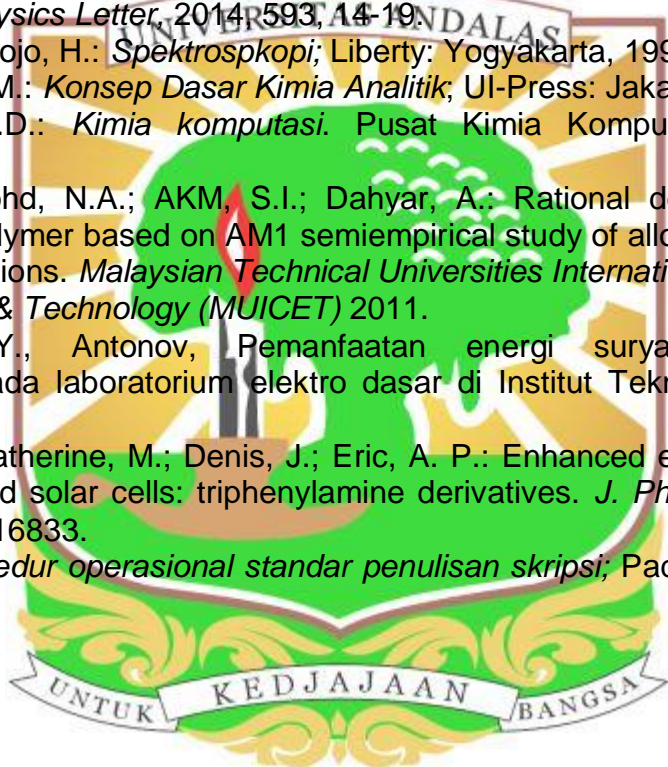 ysics Letter, 2014, 593, 14-19.
UNIVERSITAS ANDALAS
ojo, H.: Spektrospkopi; Liberty: Yogyakarta, 199
M.: Konsep Dasar Kimia Analitik; UI-Press: Jaka
.D.: Kimia komputasi. Pusat Kimia Kompu
ohd, N.A.; AKM, S.I.; Dahyar, A.: Rational de
lymer based on AM1 semiempirical study of allo
ions. Malaysian Technical Universities Internati
& Technology (MUICET) 2011.
Y., Antonov, Pemanfaatan energi surya
ada laboratorium elektro dasar di Institut Tekn
atherine, M.; Denis, J.; Eric, A. P.: Enhanced e
d solar cells: triphenylamine derivatives. J. Ph
16833.
edur operasional standar penulisan skripsi; Pad
UNTUK KEDJAJAAN BANGSA